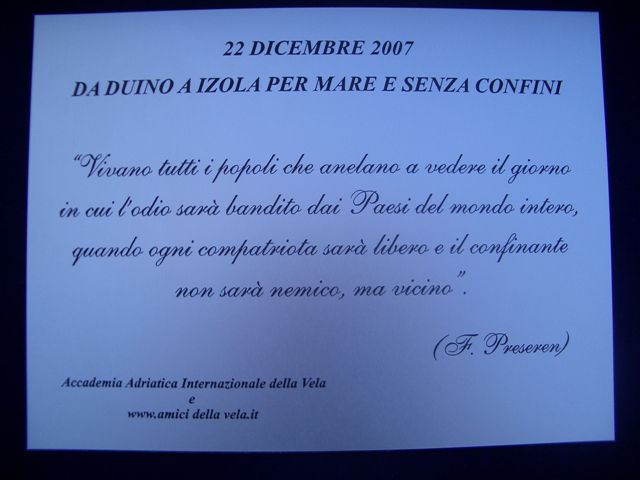 22 DICEMBRE 2007
DA DUINO A IZOLA PER MARE E SENZA CONFINI
“Vivano tutti i popoli che anelano a vedere il giorno
in cui l'odio sarà bandito dai Paesi del mondo intero,
quando ogni compatriota sarà libero e il confinante
non sarà nemico, ma vicino”.
(F. Preseren)
Accademia Adriatica Internazionale della Vela
e
www.amici della vela.it